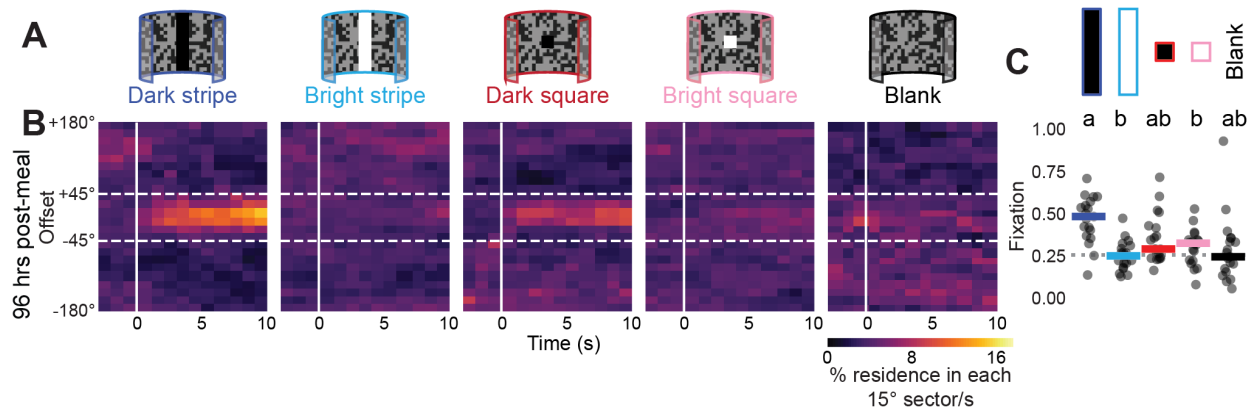 A
Dark stripe
Bright stripe
Dark square
Bright square
Blank
B
96 hrs post-meal
Offset
+180°
+45°
-45°
-180°
0 5 10
0 5 10
0 5 10
0 5 10
0 5 10
Time (s)
0 8 16
% residence in each
15° sector/s
C
Blank
a b ab b ab
Fixation
1.00
0.75
0.50
0.25
0.00